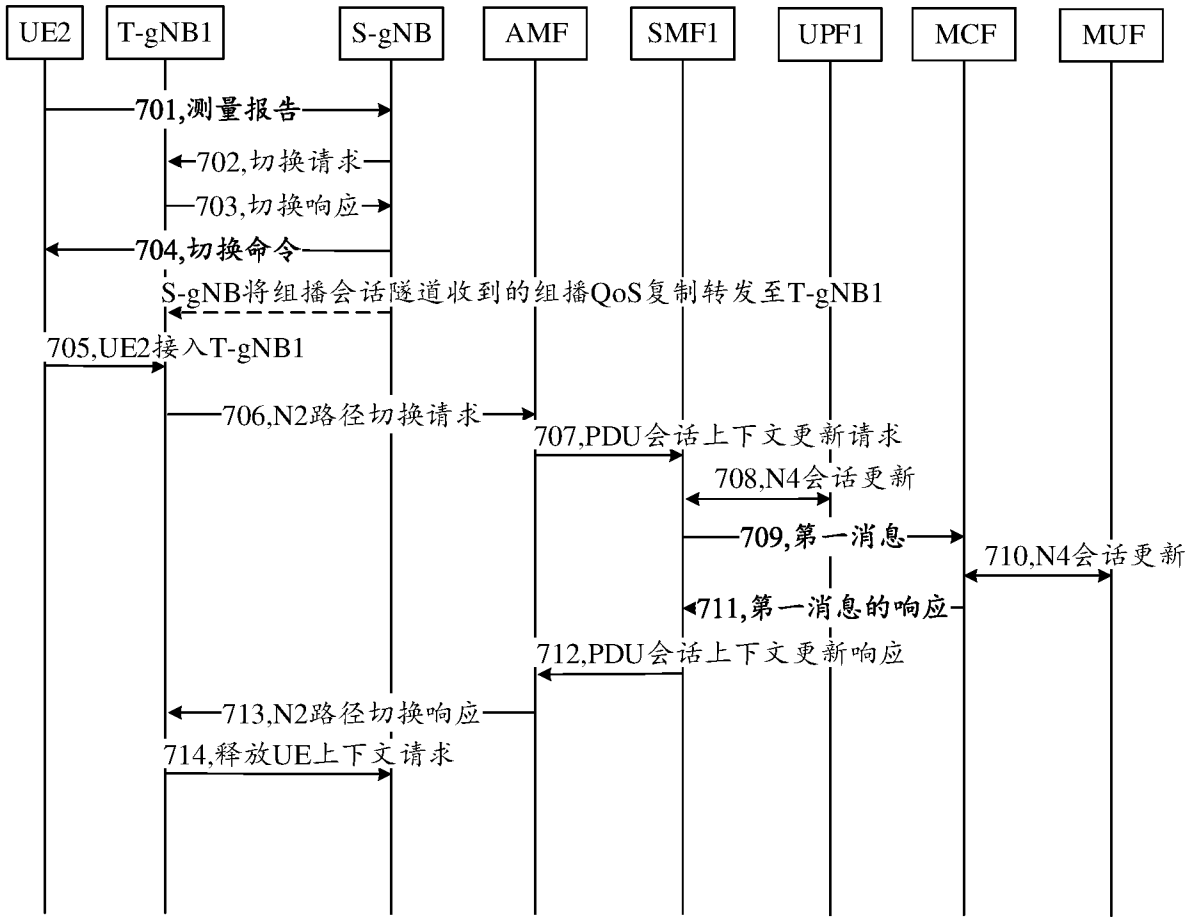 UE2
T-gNB1
S-gNB
AMF
SMF1
UPF1
MCF
MUF
701,测量报告
702,切换请求
703,切换响应
704,切换命令
S-gNB将组播会话隧道收到的组播QoS复制转发至T-gNB1
705,UE2接入T-gNB1
706,N2路径切换请求
707,PDU会话上下文更新请求
708,N4会话更新
709,第一消息
710,N4会话更新
711,第一消息的响应
712,PDU会话上下文更新响应
713,N2路径切换响应
714,释放UE上下文请求